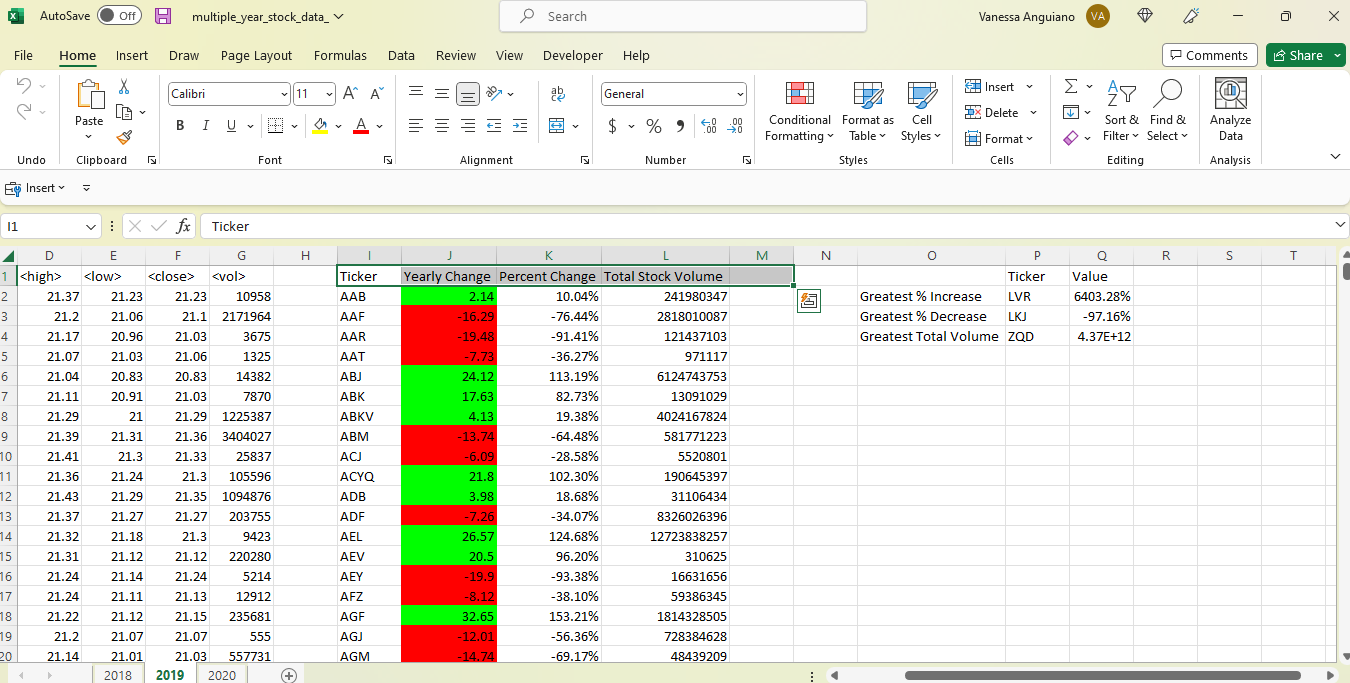 AutoSave Off multiple_year_stock_data_ Search Vanessa Anguiano VA
File Home Insert Draw Page Layout Formulas Data Review View Developer Help Comments Share
Paste Calibri 11 General Conditional Formatting Format as Table Cell Styles Insert Delete Format Sort & Filter Find & Select Analyze Data
Undo Clipboard Font Alignment Number Styles Cells Editing Analysis
Insert
I1 fx Ticker
D E F G H I J K L M N O P Q R S T
1 <high> <low> <close> <vol> Ticker Yearly Change Percent Change Total Stock Volume Ticker Value
2 21.37 21.23 21.23 10958 AAB 2.14 10.04% 241980347 Greatest % Increase LVR 6403.28%
3 21.2 21.06 21.1 2171964 AAF -16.29 -76.44% 2818010087 Greatest % Decrease LKJ -97.16%
4 21.17 20.96 21.03 3675 AAR -19.48 -91.41% 121437103 Greatest Total Volume ZQD 4.37E+12
5 21.07 21.03 21.06 1325 AAT -7.73 -36.27% 971117
6 21.04 20.83 20.83 14382 ABJ 24.12 113.19% 6124743753
7 21.11 20.91 21.03 7870 ABK 17.63 82.73% 13091029
8 21.29 21 21.29 1225387 ABKV 4.13 19.38% 4024167824
9 21.39 21.31 21.36 3404027 ABM -13.74 -64.48% 581771223
10 21.41 21.3 21.33 25837 ACJ -6.09 -28.58% 5520801
11 21.36 21.24 21.3 105596 ACYQ 21.8 102.30% 190645397
12 21.43 21.29 21.35 1094876 ADB 3.98 18.68% 31106434
13 21.37 21.27 21.27 203755 ADF -7.26 -34.07% 8326026396
14 21.32 21.18 21.3 9423 AEL 26.57 124.68% 12723838257
15 21.31 21.12 21.12 220280 AEV 20.5 96.20% 310625
16 21.24 21.14 21.24 5214 AEY -19.9 -93.38% 16631656
17 21.24 21.11 21.13 12912 AFZ -8.12 -38.10% 59386345
18 21.22 21.12 21.15 235681 AGF 32.65 153.21% 1814328505
19 21.2 21.07 21.07 555 AGJ -12.01 -56.36% 728384628
20 21.14 21.01 21.03 557731 AGM -14.74 -69.17% 48439209
2018 2019 2020